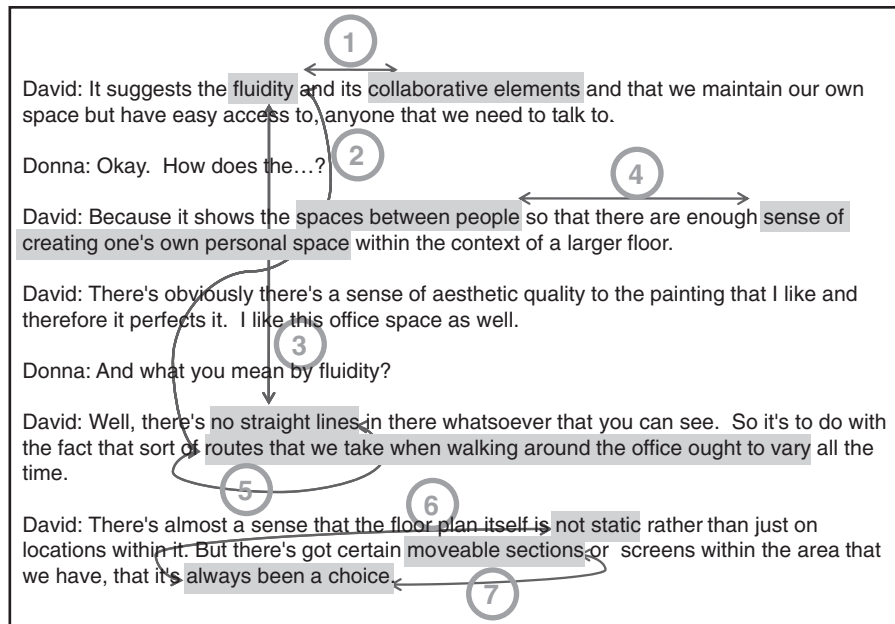 1
David: It suggests the fluidity and its collaborative elements and that we maintain our own
space but have easy access to, anyone that we need to talk to.
2
Donna: Okay.  How does the…?
4
David: Because it shows the spaces between people so that there are enough sense of
creating one's own personal space within the context of a larger floor.
David: There's obviously there's a sense of aesthetic quality to the painting that I like and
therefore it perfects it.  I like this office space as well.
3
Donna: And what you mean by fluidity?
David: Well, there's no straight lines in there whatsoever that you can see.  So it's to do with
the fact that sort of routes that we take when walking around the office ought to vary all the
time.
5
6
David: There's almost a sense that the floor plan itself is not static rather than just on
locations within it. But there's got certain moveable sections or  screens within the area that
we have, that it's always been a choice.
7